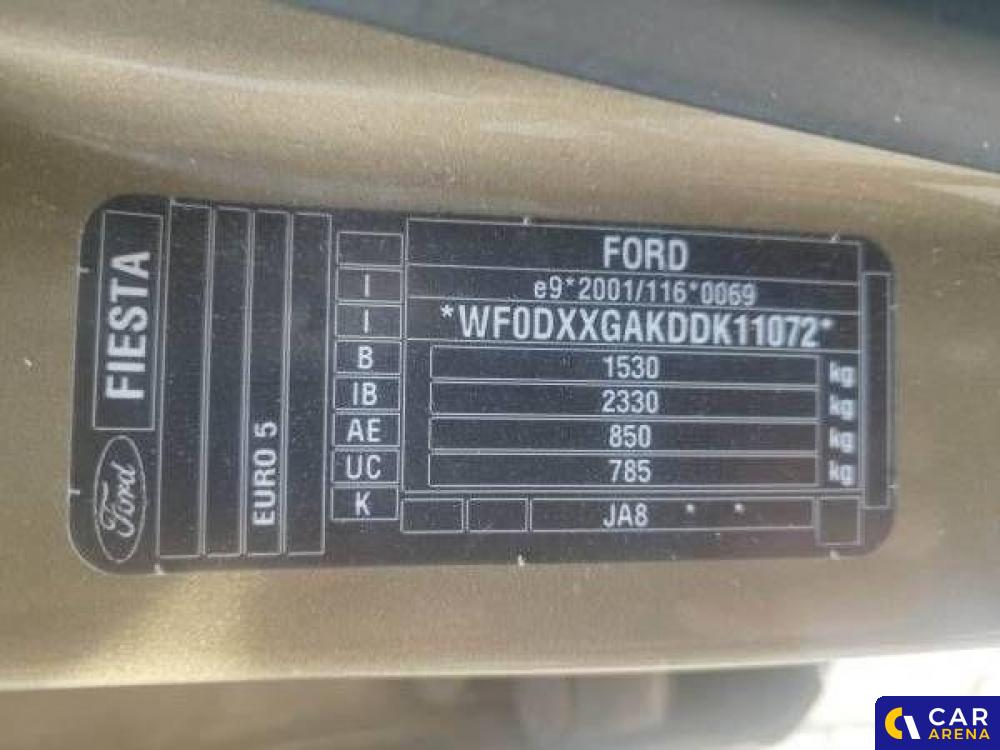 FIESTA
Ford
EURO 5
FORD
I e9*2001/116*0069
I *WF0DXXGAKDDK11072*
B 1530 kg
IB 2330 kg
AE 850 kg
UC 785 kg
K JA8 * *
CAR
ARENA